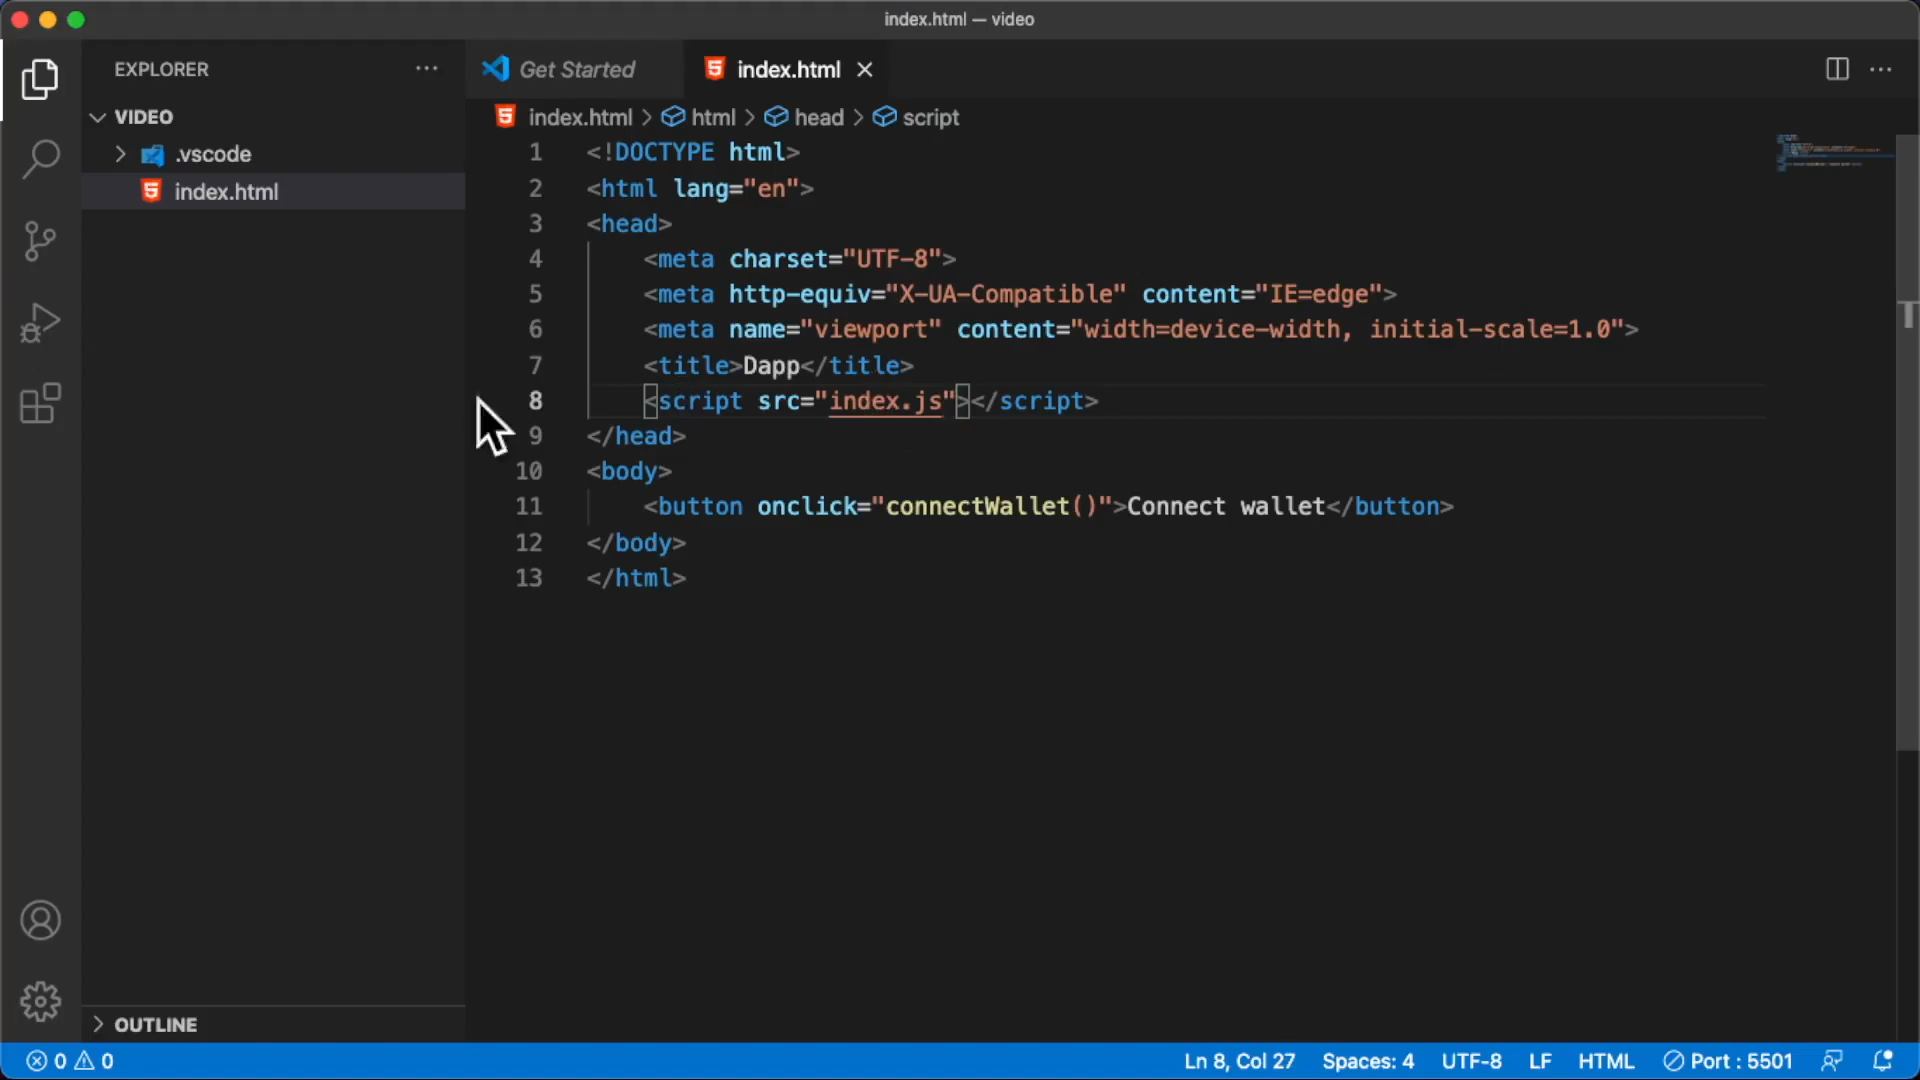 index.html — video
EXPLORER
Get Started
index.html
VIDEO
.vscode
index.html
index.html > html > head > script
1 <!DOCTYPE html>
2 <html lang="en">
3 <head>
4 <meta charset="UTF-8">
5 <meta http-equiv="X-UA-Compatible" content="IE=edge">
6 <meta name="viewport" content="width=device-width, initial-scale=1.0">
7 <title>Dapp</title>
8 <script src="index.js"></script>
9 </head>
10 <body>
11 <button onclick="connectWallet()">Connect wallet</button>
12 </body>
13 </html>
OUTLINE
0 0
Ln 8, Col 27 Spaces: 4 UTF-8 LF HTML Port : 5501